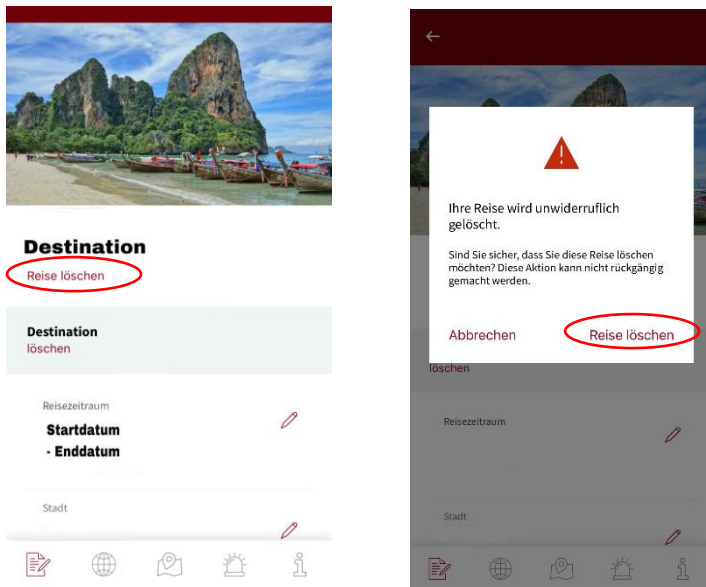 Destination
Reise löschen
Destination
löschen
Reisezeitraum
Startdatum
- Enddatum
Stadt
Ihre Reise wird unwiderruflich
gelöscht.
Sind Sie sicher, dass Sie diese Reise löschen
möchten? Diese Aktion kann nicht rückgängig
gemacht werden.
Abbrechen Reise löschen
löschen
Reisezeitraum
Stadt